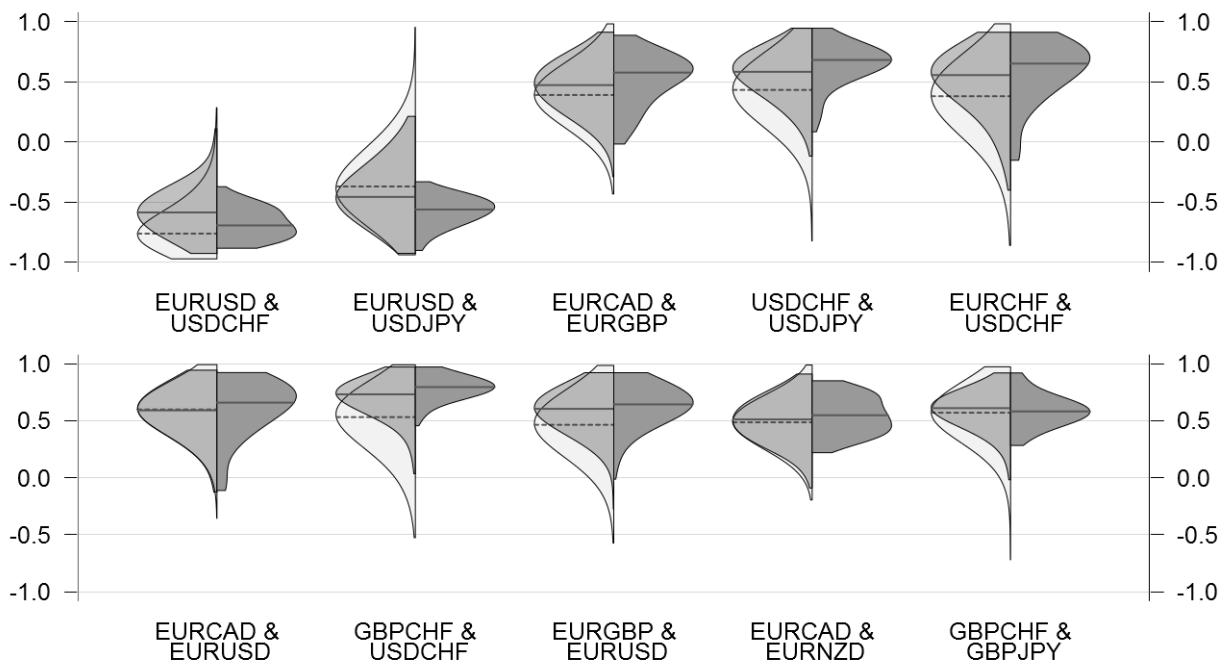 1.0 1.0
0.5 0.5
0.0 0.0
-0.5 -0.5
-1.0 -1.0
EURUSD & EURUSD & EURCAD & USDCHF & EURCHF &
USDCHF USDJPY EURGBP USDJPY USDCHF
1.0 1.0
0.5 0.5
0.0 0.0
-0.5 -0.5
-1.0 -1.0
EURCAD & GBPCHF & EURGBP & EURCAD & GBPCHF &
EURUSD USDCHF EURUSD EURNZD GBPJPY